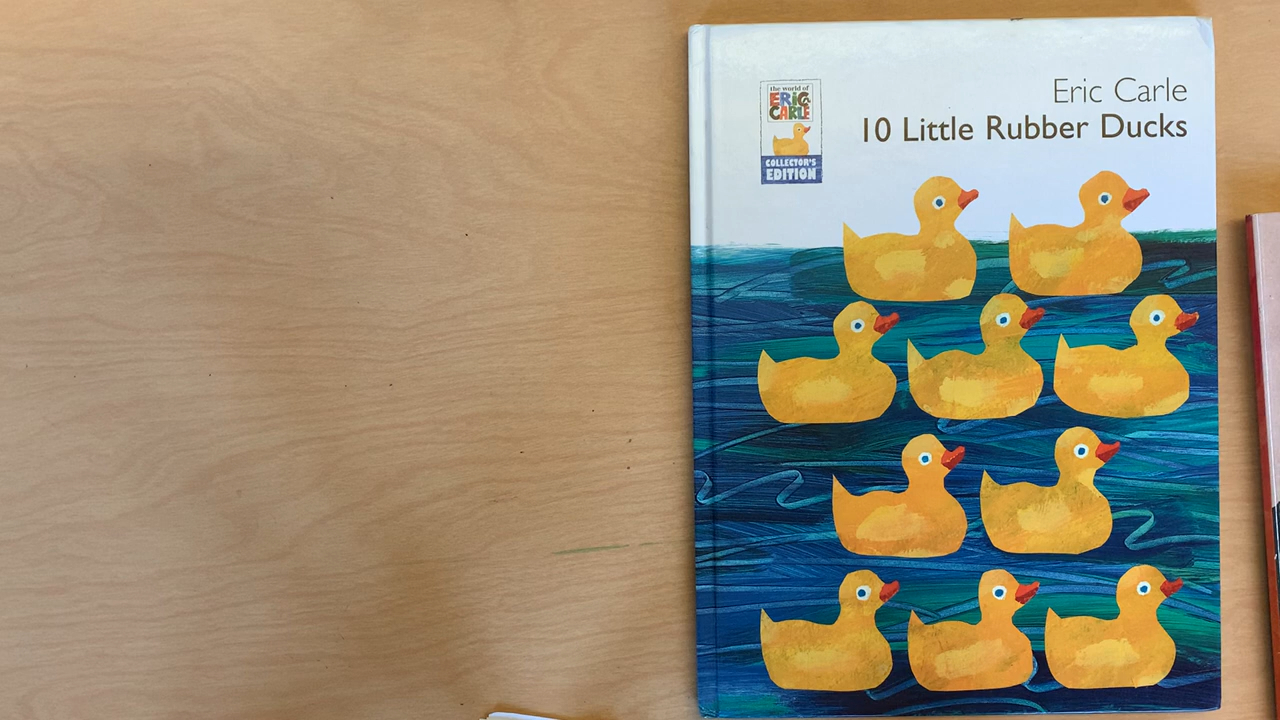 Eric Carle
10 Little Rubber Ducks
the world of
ERIC
CARLE
COLLECTOR'S
EDITION